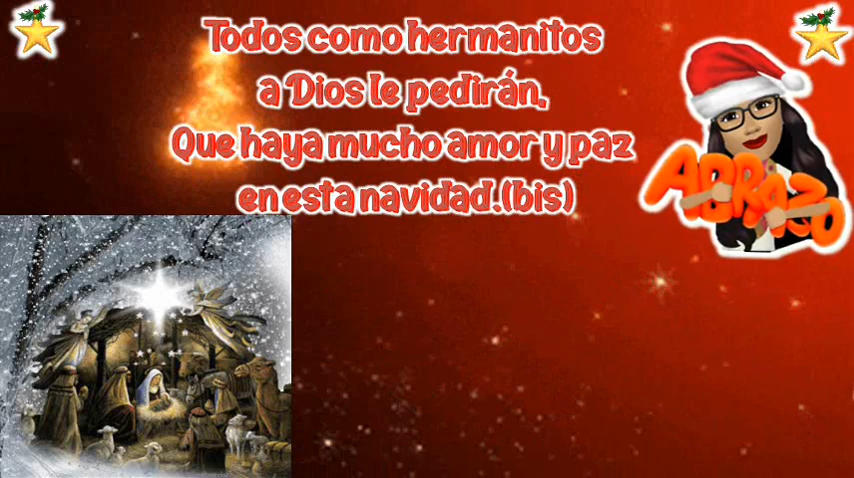 Todos como hermanitos
a Dios le pedirán,
Que haya mucho amor y paz
en esta navidad.(bis)
ABRAZO